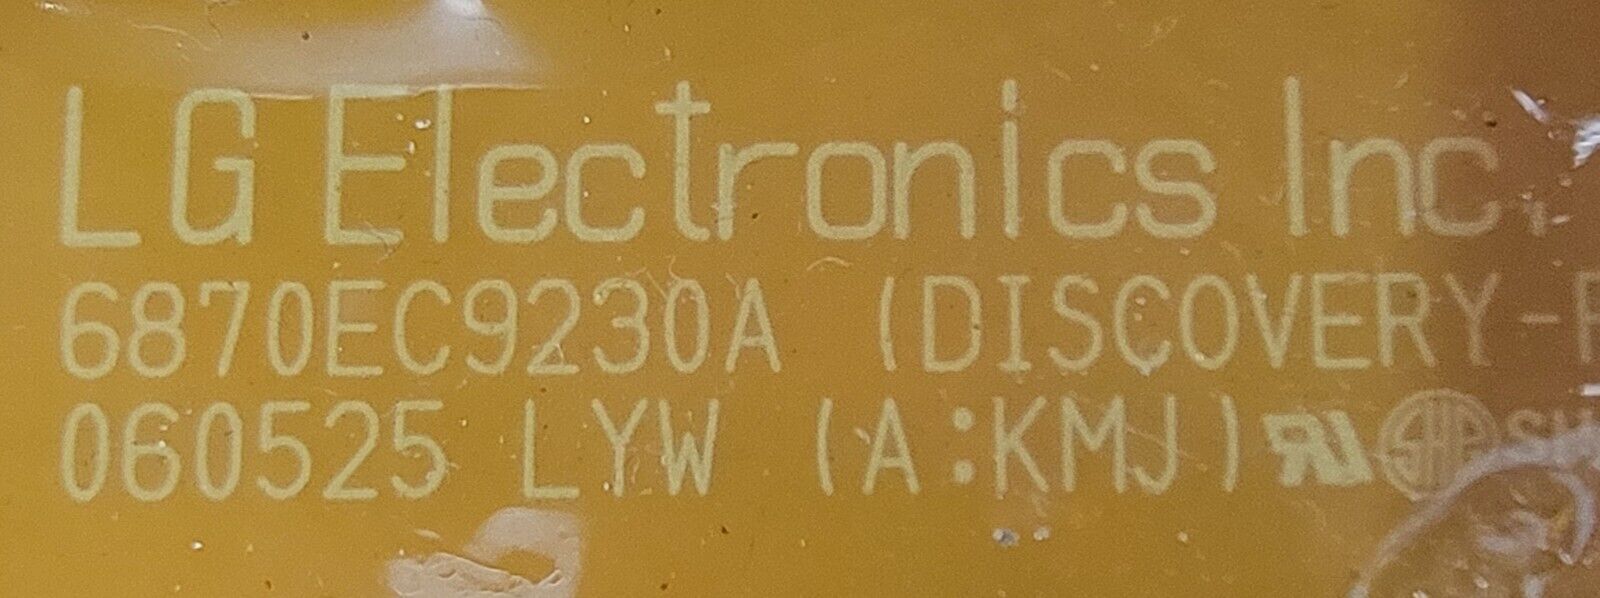 LG Electronics Inc.
6870EC9230A (DISCOVERY-
060525 LYW (A:KMJ)